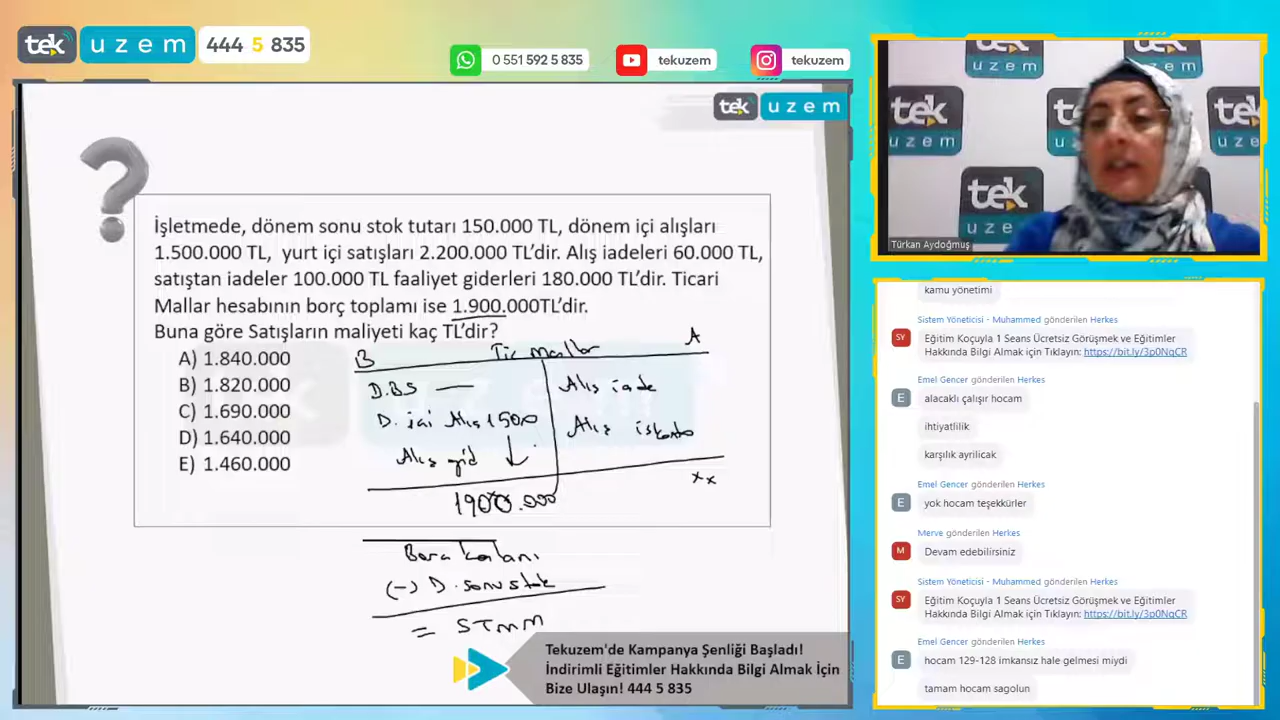 tek uzem 444 5 835
0 551 592 5 835
tekuzem
tekuzem
tek uzem
İşletmede, dönem sonu stok tutarı 150.000 TL, dönem içi alışları
1.500.000 TL, yurt içi satışları 2.200.000 TL'dir. Alış iadeleri 60.000 TL,
satıştan iadeler 100.000 TL faaliyet giderleri 180.000 TL'dir. Ticari
Mallar hesabının borç toplamı ise 1.900.000TL'dir.
Buna göre Satışların maliyeti kaç TL'dir?
A) 1.840.000
B) 1.820.000
C) 1.690.000
D) 1.640.000
E) 1.460.000
B Tic mallar A
D.BS —
D. içi Alış 1500
Alış gid
1900.000
Alış iade
Alış iskonto
xx
Borç kalanı
(-) D. sonu stok
= STMM
Tekuzem'de Kampanya Şenliği Başladı!
İndirimli Eğitimler Hakkında Bilgi Almak İçin
Bize Ulaşın! 444 5 835
tek uzem
Türkan Aydoğmuş
kamu yönetimi
Sistem Yöneticisi - Muhammed gönderilen Herkes
SY
Eğitim Koçuyla 1 Seans Ücretsiz Görüşmek ve Eğitimler
Hakkında Bilgi Almak için Tıklayın: https://bit.ly/3p0NqCR
Emel Gencer gönderilen Herkes
E
alacaklı çalışır hocam
ihtiyatlilik
karşılık ayrilicak
Emel Gencer gönderilen Herkes
E
yok hocam teşekkürler
Merve gönderilen Herkes
M
Devam edebilirsiniz
Sistem Yöneticisi - Muhammed gönderilen Herkes
SY
Eğitim Koçuyla 1 Seans Ücretsiz Görüşmek ve Eğitimler
Hakkında Bilgi Almak için Tıklayın: https://bit.ly/3p0NqCR
Emel Gencer gönderilen Herkes
E
hocam 129-128 imkansız hale gelmesi miydi
tamam hocam sagolun